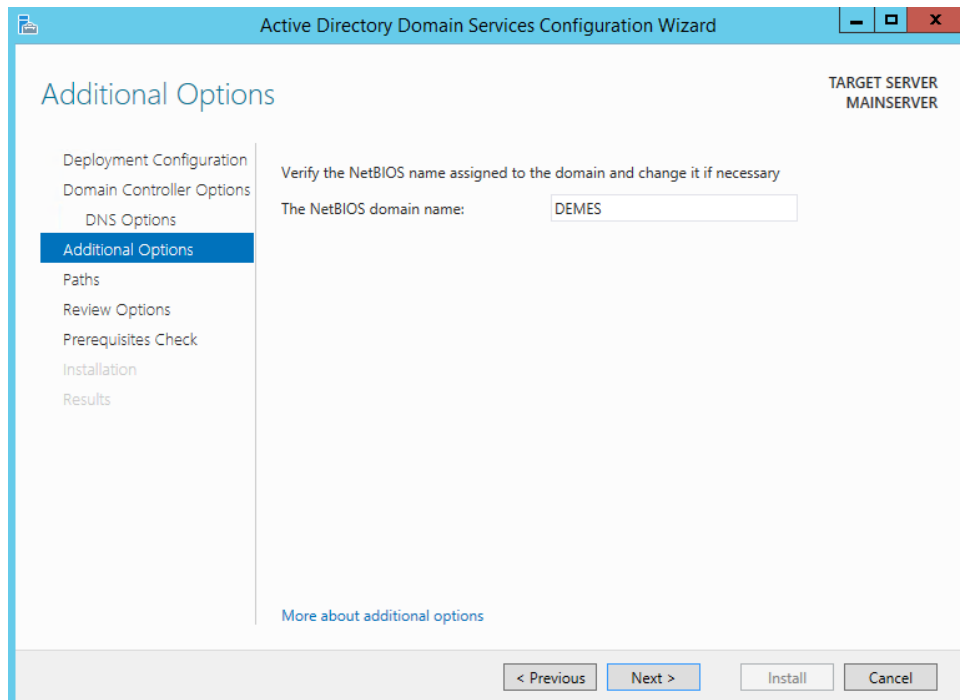 Active Directory Domain Services Configuration Wizard
Additional Options
TARGET SERVER
MAINSERVER
Deployment Configuration
Domain Controller Options
DNS Options
Additional Options
Paths
Review Options
Prerequisites Check
Installation
Results
Verify the NetBIOS name assigned to the domain and change it if necessary
The NetBIOS domain name: DEMES
More about additional options
< Previous Next > Install Cancel